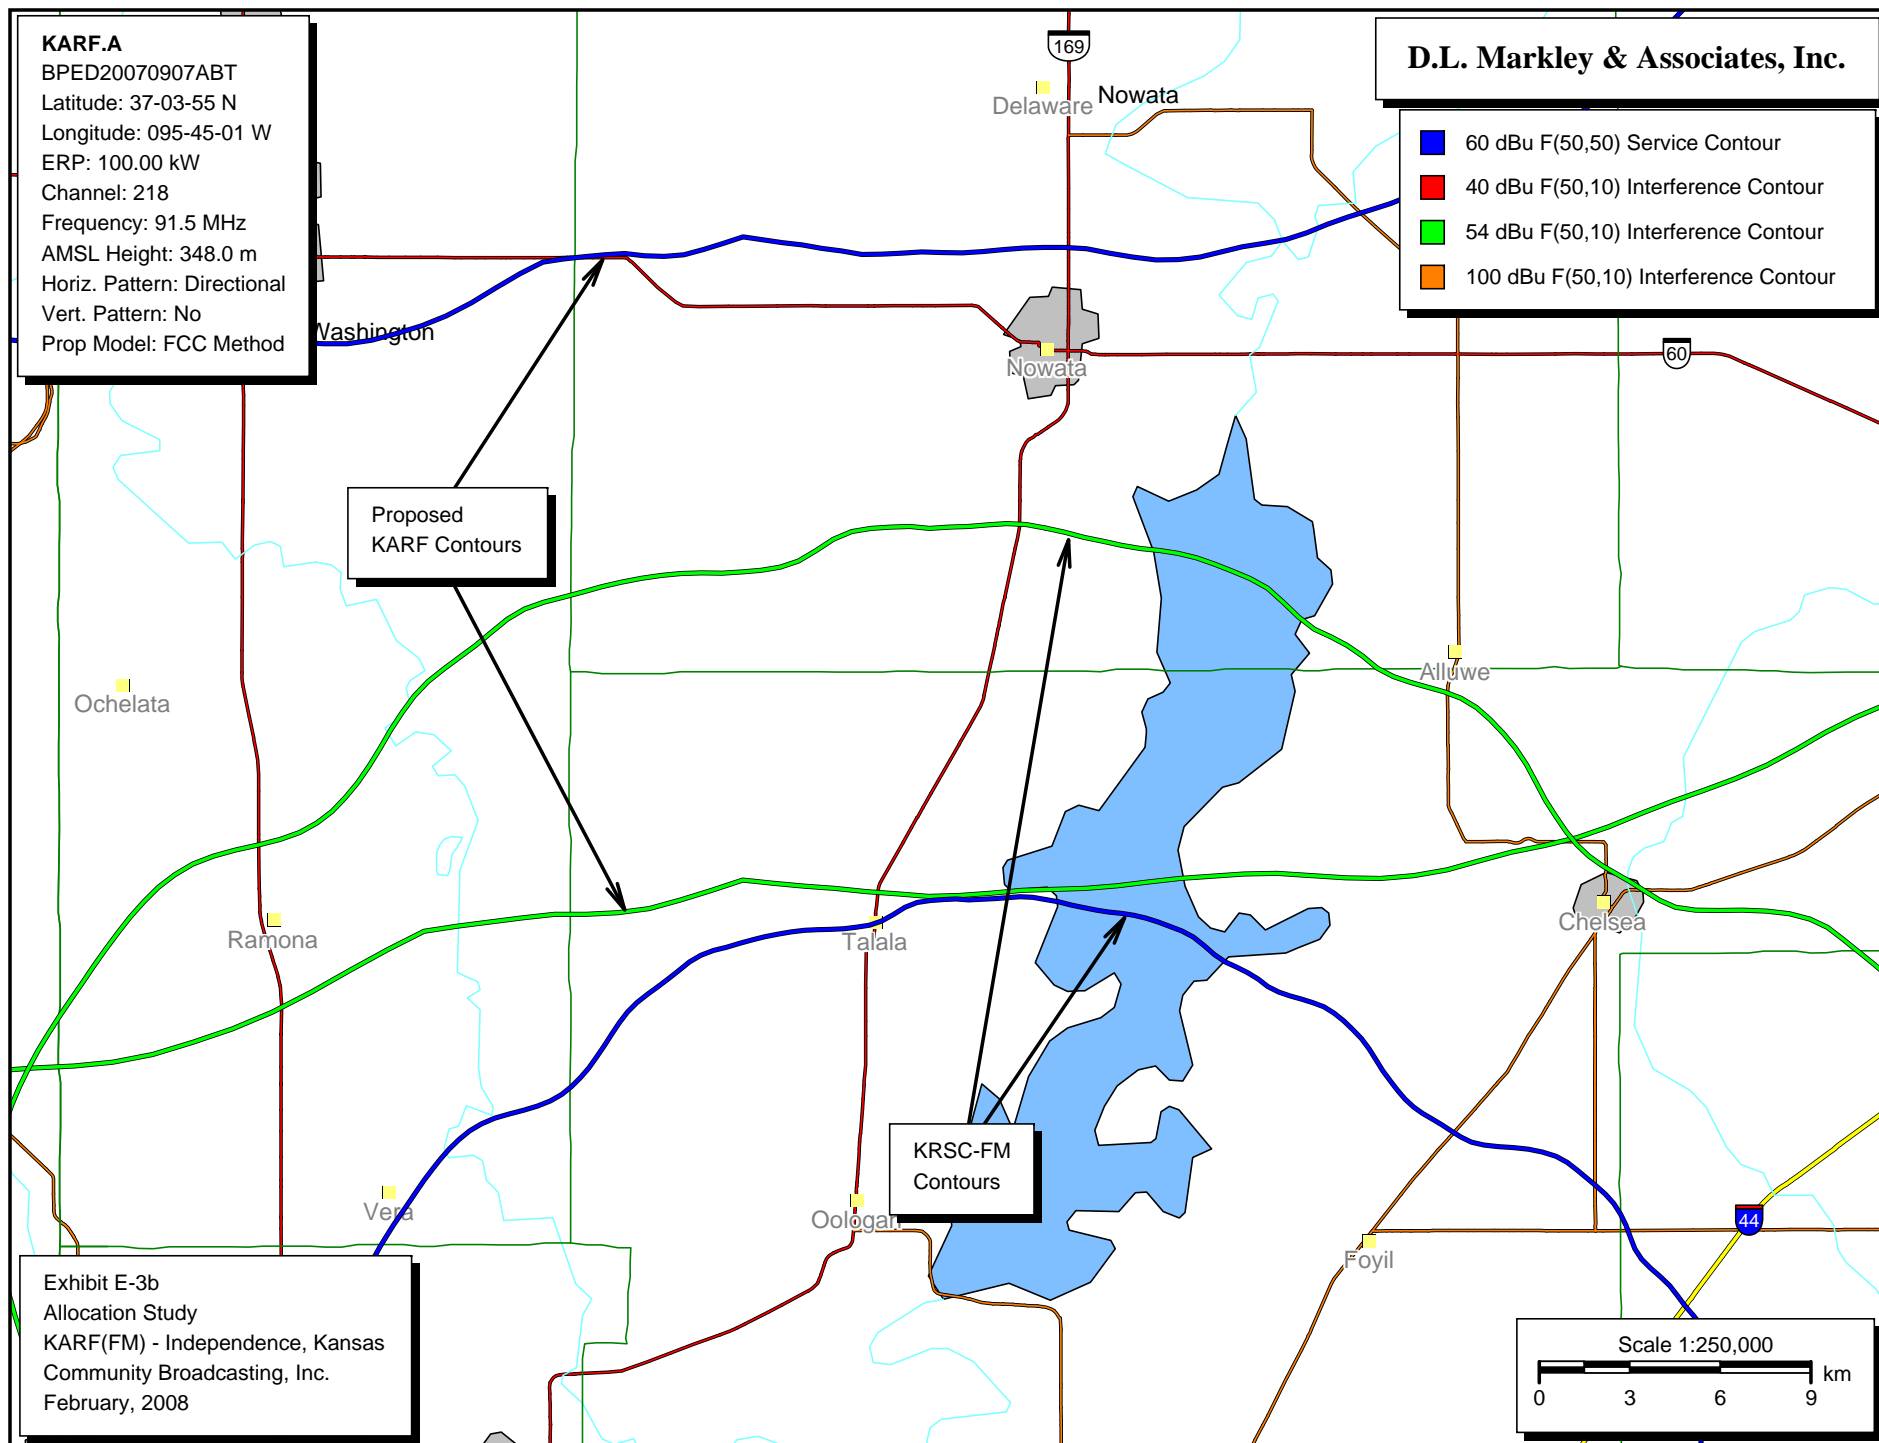 KARF.A
BPED20070907ABT
Latitude: 37-03-55 N
Longitude: 095-45-01 W
ERP: 100.00 kW
Channel: 218
Frequency: 91.5 MHz
AMSL Height: 348.0 m
Horiz. Pattern: Directional
Vert. Pattern: No
Prop Model: FCC Method
D.L. Markley & Associates, Inc.
60 dBu F(50,50) Service Contour
40 dBu F(50,10) Interference Contour
54 dBu F(50,10) Interference Contour
100 dBu F(50,10) Interference Contour
169
Delaware
Nowata
Washington
Nowata
60
Proposed
KARF Contours
Alluwe
Ochelata
Ramona
Talala
Chelsea
KRSC-FM
Contours
Vera
Oologah
Foyil
44
Exhibit E-3b
Allocation Study
KARF(FM) - Independence, Kansas
Community Broadcasting, Inc.
February, 2008
Scale 1:250,000
km
0 3 6 9